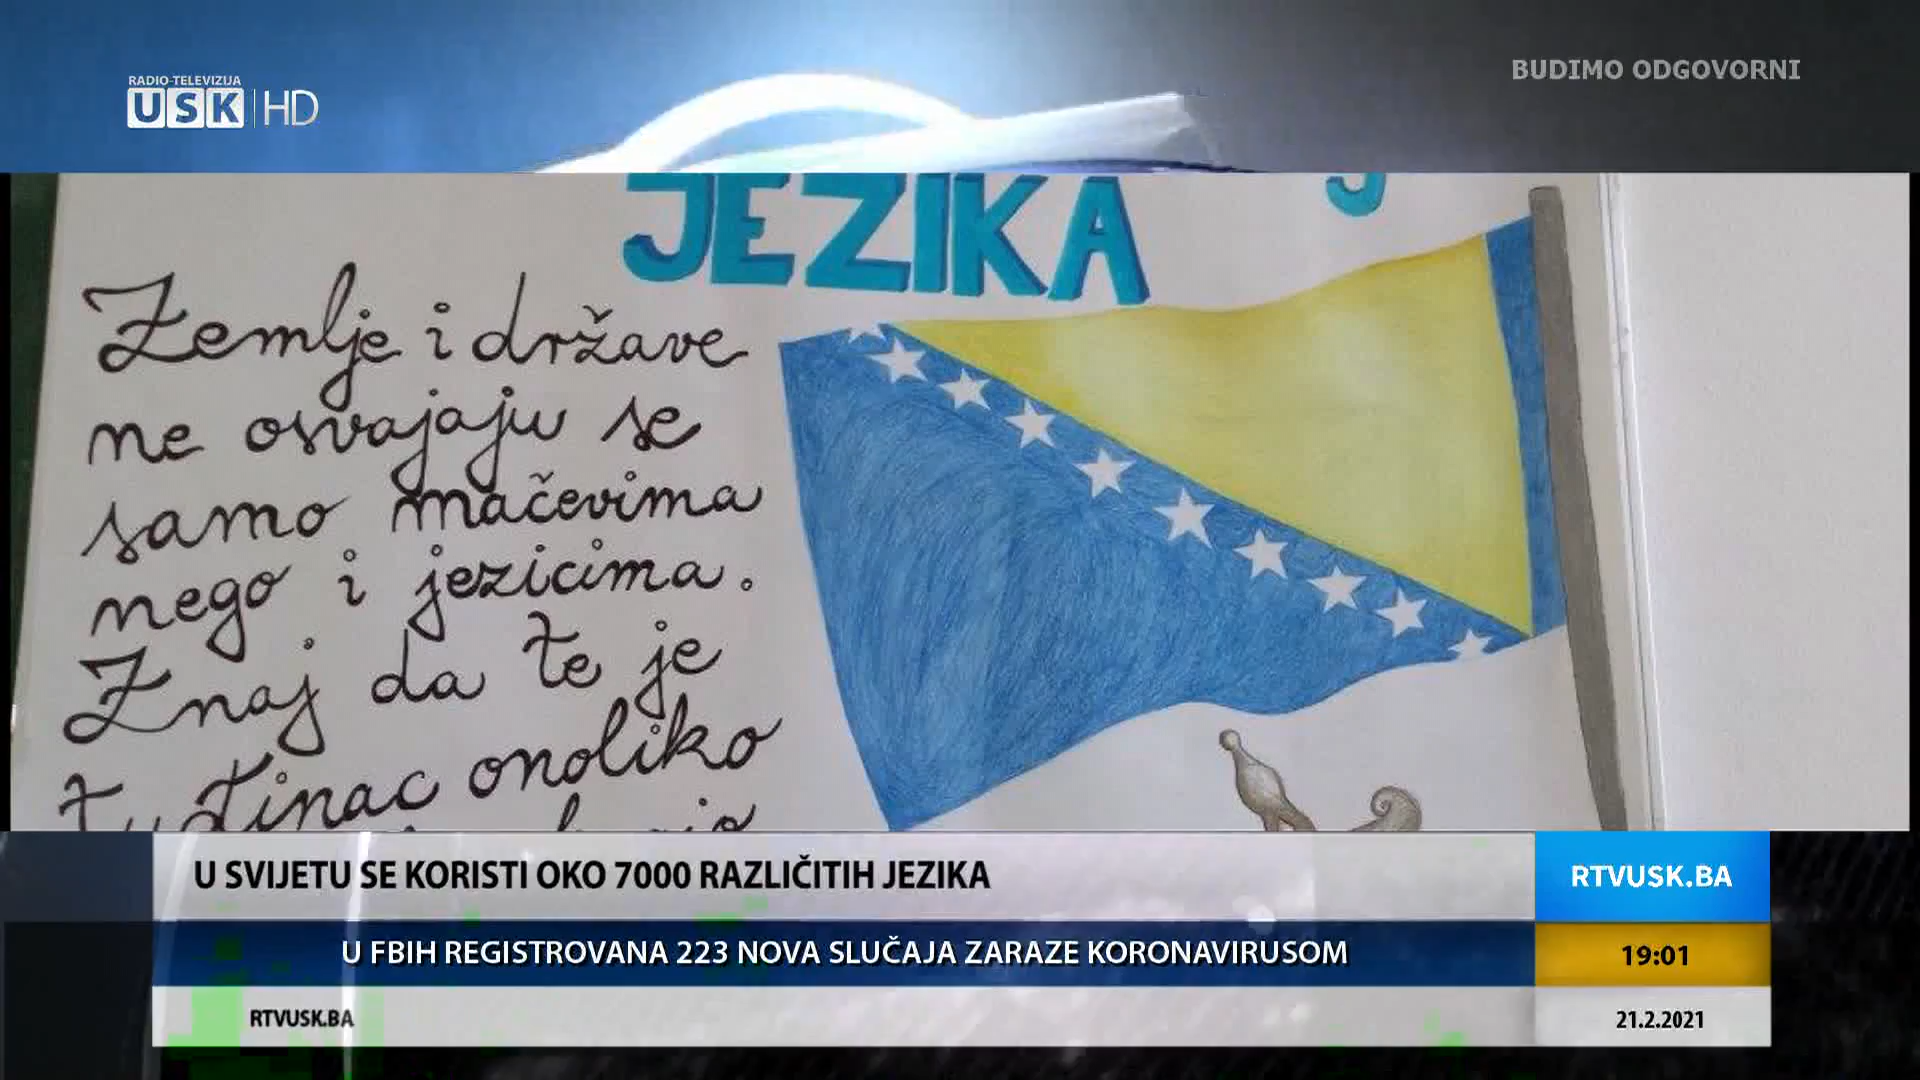 RADIO-TELEVIZIJA
USK HD
BUDIMO ODGOVORNI
JEZIKA
Zemlje i države
ne osvajaju se
samo mačevima
nego i jezicima.
Znaj da te je
tuđinac onoliko
U SVIJETU SE KORISTI OKO 7000 RAZLIČITIH JEZIKA
RTVUSK.BA
U FBIH REGISTROVANA 223 NOVA SLUČAJA ZARAZE KORONAVIRUSOM
19:01
RTVUSK.BA
21.2.2021